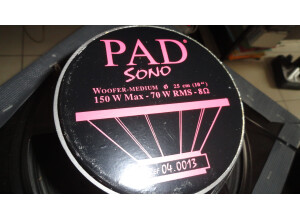 PAD
SONO
WOOFER-MEDIUM Ø 25 cm (10")
150 W Max - 70 W RMS - 8Ω
04.0013